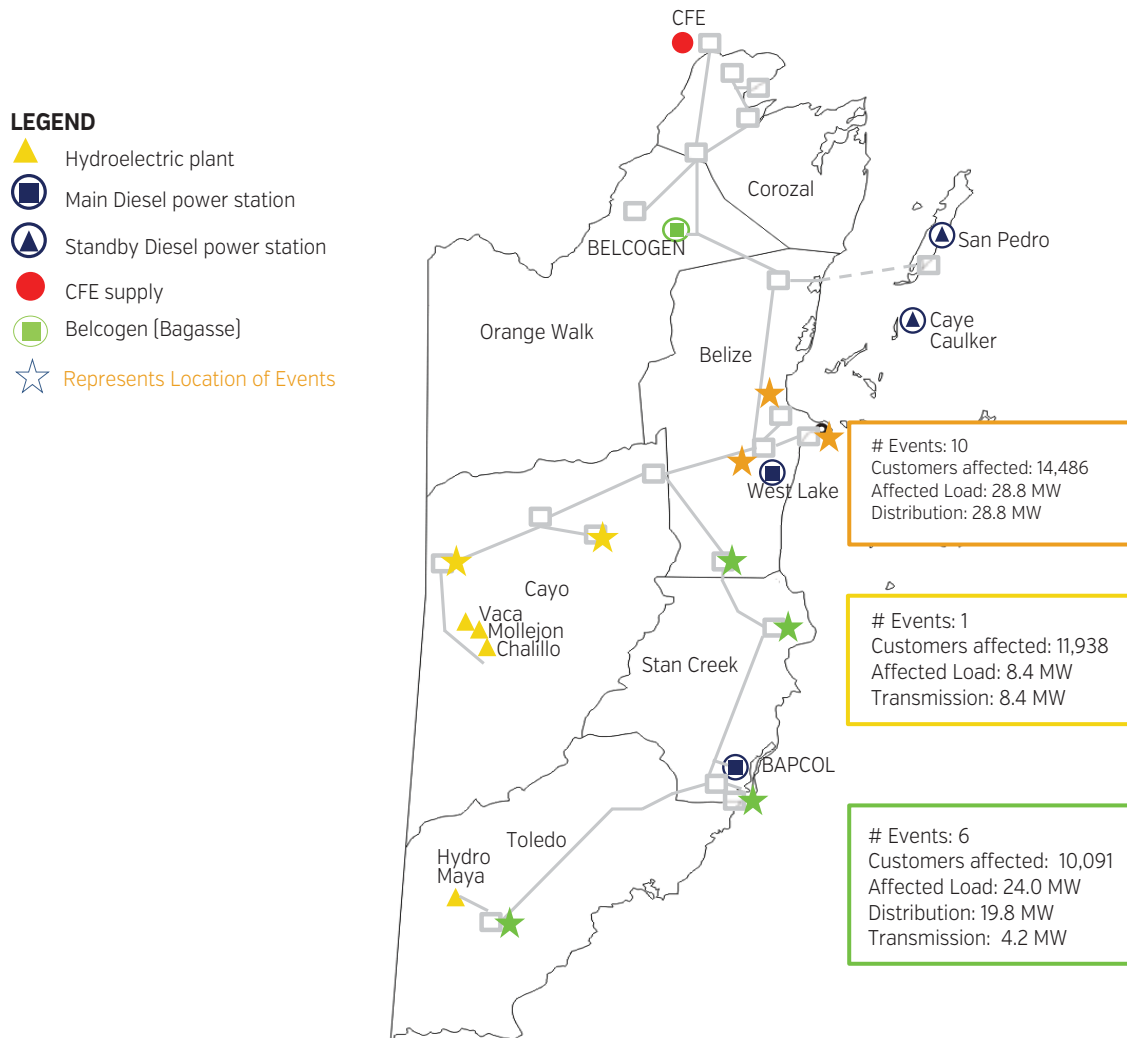 CFE
LEGEND
Hydroelectric plant
Main Diesel power station
Standby Diesel power station
CFE supply
Belcogen (Bagasse)
Represents Location of Events
Corozal
BELCOGEN
San Pedro
Orange Walk
Caye
Caulker
Belize
West Lake
# Events: 10
Customers affected: 14,486
Affected Load: 28.8 MW
Distribution: 28.8 MW
Cayo
Vaca
Mollejon
Chalillo
# Events: 1
Customers affected: 11,938
Affected Load: 8.4 MW
Transmission: 8.4 MW
Stan Creek
BAPCOL
Toledo
Hydro
Maya
# Events: 6
Customers affected: 10,091
Affected Load: 24.0 MW
Distribution: 19.8 MW
Transmission: 4.2 MW